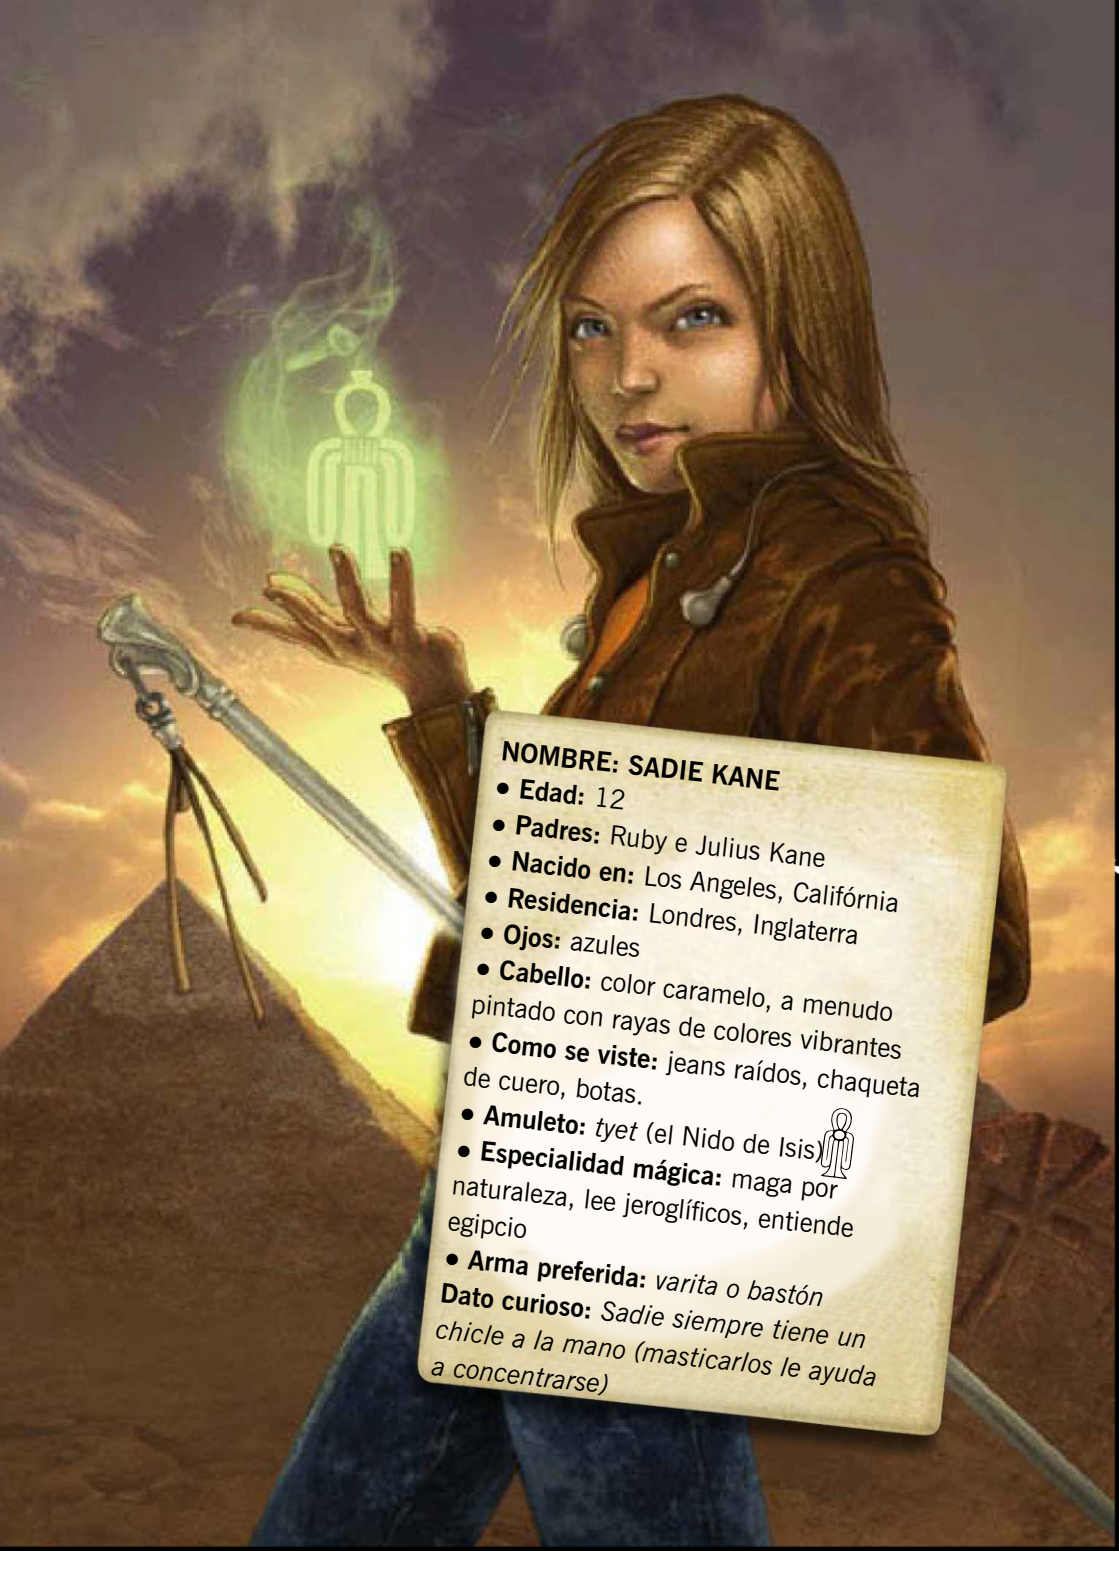 NOMBRE: SADIE KANE
• Edad: 12
• Padres: Ruby e Julius Kane
• Nacido en: Los Angeles, Califórnia
• Residencia: Londres, Inglaterra
• Ojos: azules
• Cabello: color caramelo, a menudo
pintado con rayas de colores vibrantes
• Como se viste: jeans raídos, chaqueta
de cuero, botas.
• Amuleto: tyet (el Nido de Isis)
• Especialidad mágica: maga por
naturaleza, lee jeroglíficos, entiende
egipcio
• Arma preferida: varita o bastón
Dato curioso: Sadie siempre tiene un
chicle a la mano (masticarlos le ayuda
a concentrarse)